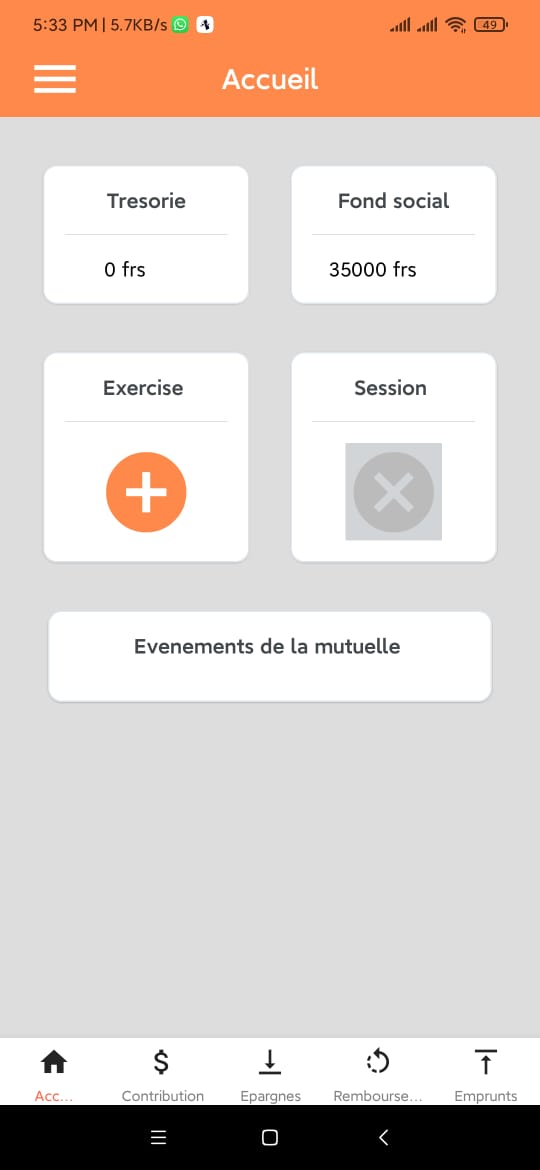 5:33 PM | 5.7KB/s 49
Accueil
Tresorie Fond social
0 frs 35000 frs
Exercise Session
Evenements de la mutuelle
Acc... Contribution Epargnes Rembourse... Emprunts